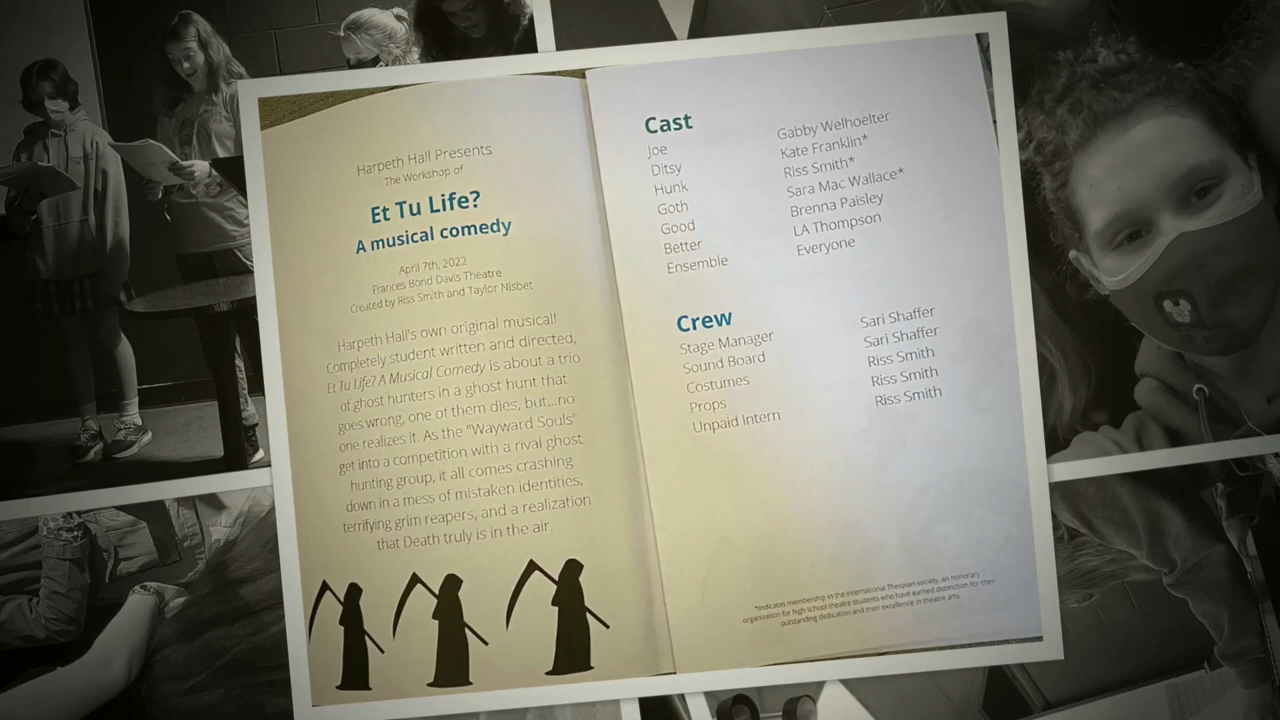 Harpeth Hall Presents
The Workshop of
Et Tu Life?
A musical comedy
April 7th, 2022
Frances Bond Davis Theatre
Created by Riss Smith and Taylor Nisbet
Harpeth Hall's own original musical!
Completely student written and directed,
Et Tu Life? A Musical Comedy is about a trio
of ghost hunters in a ghost hunt that
goes wrong, one of them dies, but...no
one realizes it. As the "Wayward Souls"
get into a competition with a rival ghost
hunting group, it all comes crashing
down in a mess of mistaken identities,
terrifying grim reapers, and a realization
that Death truly is in the air.
Cast
Joe Gabby Welhoelter
Ditsy Kate Franklin*
Hunk Riss Smith*
Goth Sara Mac Wallace*
Good Brenna Paisley
Better LA Thompson
Ensemble Everyone
Crew
Stage Manager Sari Shaffer
Sound Board Sari Shaffer
Costumes Riss Smith
Props Riss Smith
Unpaid Intern Riss Smith
*Indicates membership in the International Thespian society, an honorary
organization for high school theatre students who have earned distinction for their
outstanding dedication and their excellence in theatre arts.